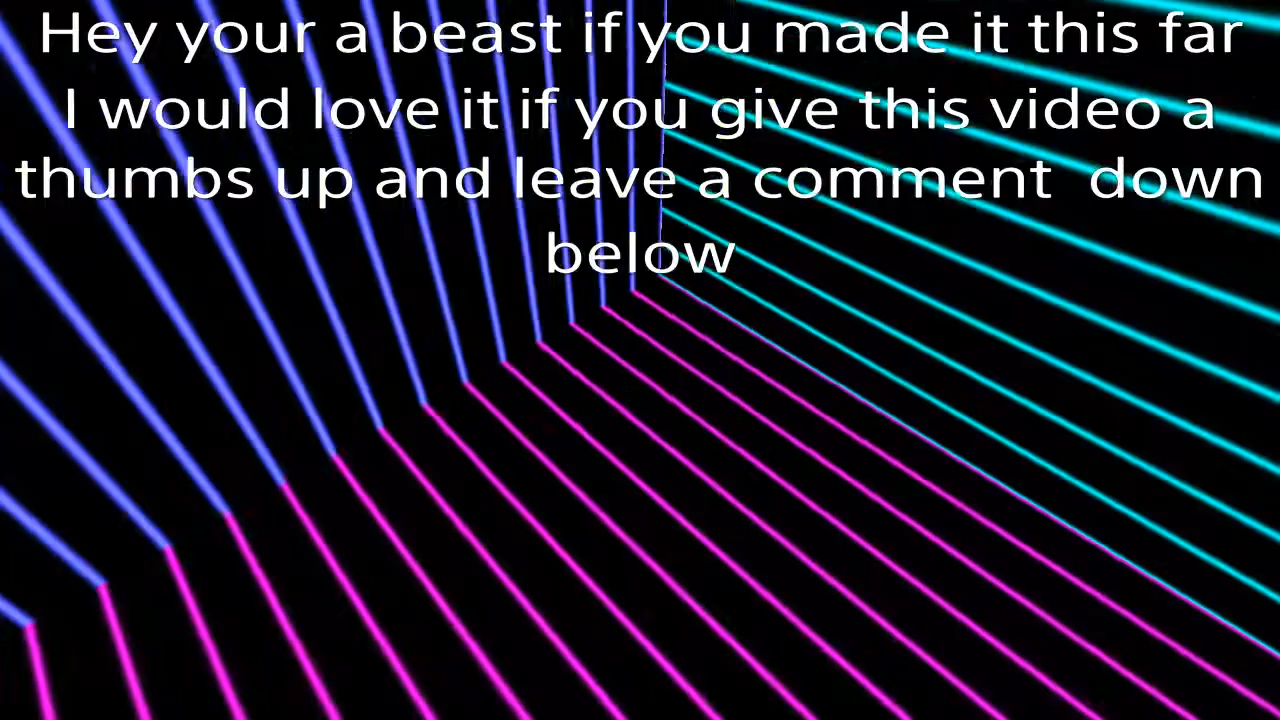 Hey your a beast if you made it this far
I would love it if you give this video a
thumbs up and leave a comment  down
below